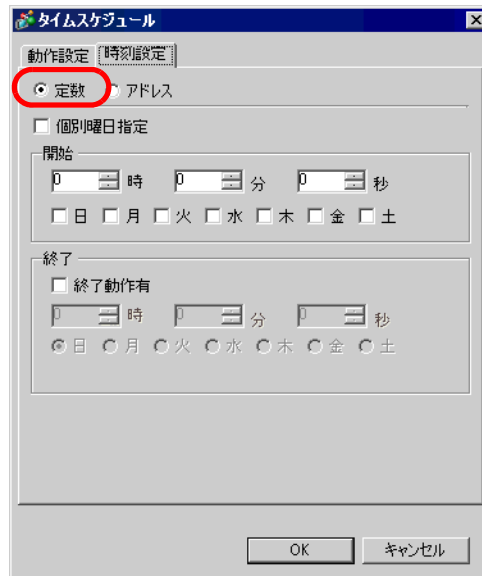 タイムスケジュール
動作設定 時刻設定
定数 アドレス
個別曜日指定
開始
0 時 0 分 0 秒
日 月 火 水 木 金 土
終了
終了動作有
0 時 0 分 0 秒
日 月 火 水 木 金 土
OK キャンセル